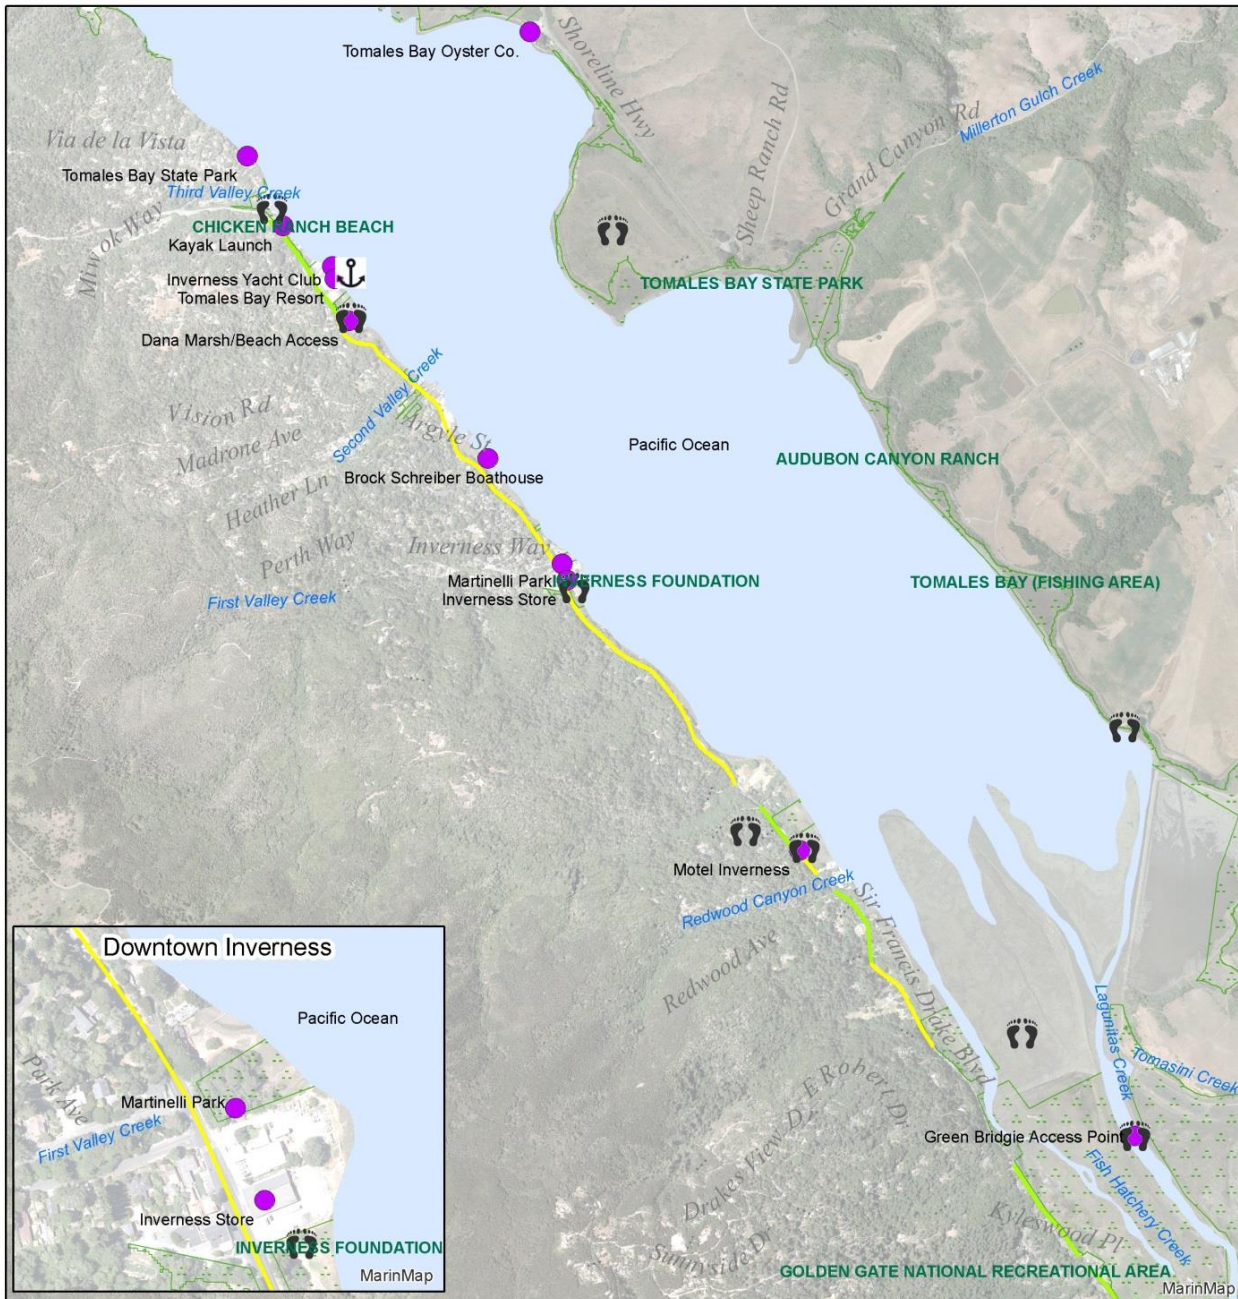 Tomales Bay Oyster Co.
Shoreline Hwy
Sheep Ranch Rd
Grand Canyon Rd
Millerton Gulch Creek
Via de la Vista
Tomales Bay State Park
Third Valley Creek
Miwok Way
CHICKEN RANCH BEACH
Kayak Launch
Inverness Yacht Club
Tomales Bay Resort
TOMALES BAY STATE PARK
Dana Marsh/Beach Access
Second Valley Creek
Vision Rd
Argyle St
Madrone Ave
Pacific Ocean
AUDUBON CANYON RANCH
Brock Schreiber Boathouse
Heather Ln
Perth Way
Inverness Way
Martinelli Park
INVERNESS FOUNDATION
TOMALES BAY (FISHING AREA)
Inverness Store
First Valley Creek
Motel Inverness
Redwood Canyon Creek
Sir Francis Drake Blvd
Redwood Ave
Lagunitas Creek
Tomasini Creek
Drakes View Dr
E Robert Dr
Green Bridgie Access Point
Fish Hatchery Creek
Kyleswood Pl
Sunnyside Dr
GOLDEN GATE NATIONAL RECREATIONAL AREA
MarinMap
Downtown Inverness
Pacific Ocean
Park Ave
Martinelli Park
First Valley Creek
Inverness Store
INVERNESS FOUNDATION
MarinMap